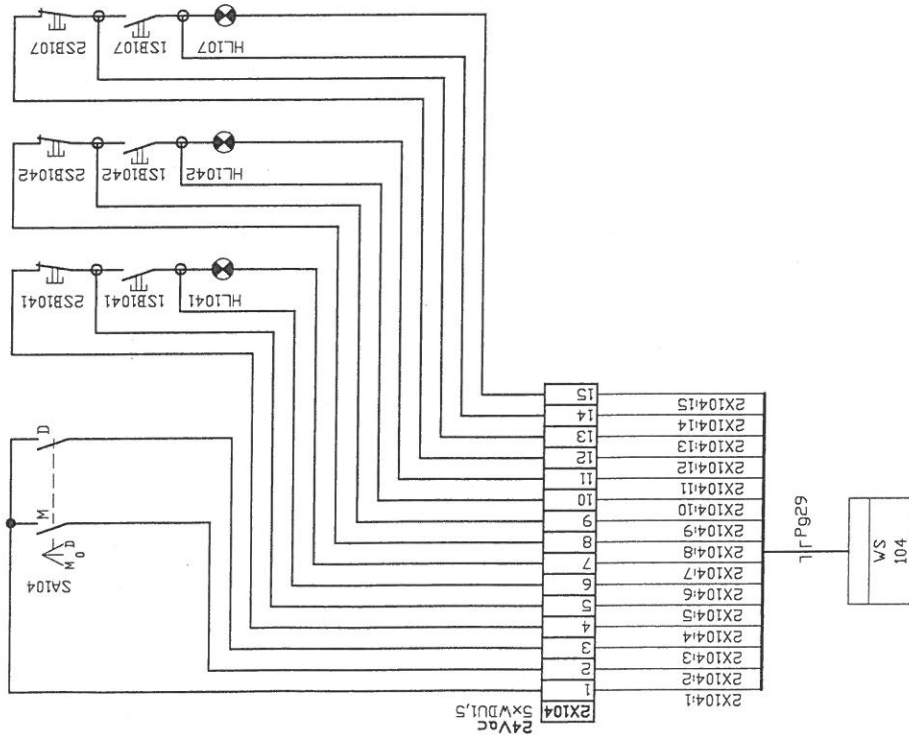 2SB107
1SB107
HL107
2SB1042
1SB1042
HL1042
2SB1041
1SB1041
HL1041
D
M
M
0
D
SA104
15
14
13
12
11
10
9
8
7
6
5
4
3
2
1
2X104
5xWDU1,5
24Vac
2X104:15
2X104:14
2X104:13
2X104:12
2X104:11
2X104:10
2X104:9
2X104:8
2X104:7
2X104:6
2X104:5
2X104:4
2X104:3
2X104:2
2X104:1
Pg29
WS
104